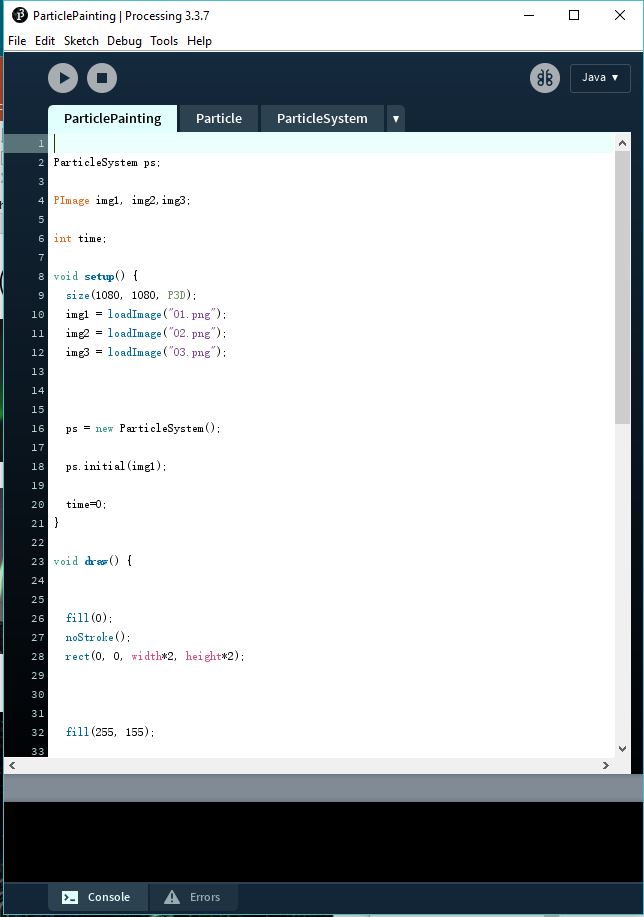 ParticlePainting | Processing 3.3.7
File Edit Sketch Debug Tools Help
Java ▼
ParticlePainting Particle ParticleSystem ▼
1
2 ParticleSystem ps;
3
4 PImage img1, img2,img3;
5
6 int time;
7
8 void setup() {
9 size(1080, 1080, P3D);
10 img1 = loadImage("01.png");
11 img2 = loadImage("02.png");
12 img3 = loadImage("03.png");
13
14
15
16 ps = new ParticleSystem();
17
18 ps.initial(img1);
19
20 time=0;
21 }
22
23 void draw() {
24
25
26 fill(0);
27 noStroke();
28 rect(0, 0, width*2, height*2);
29
30
31
32 fill(255, 155);
33
Console Errors